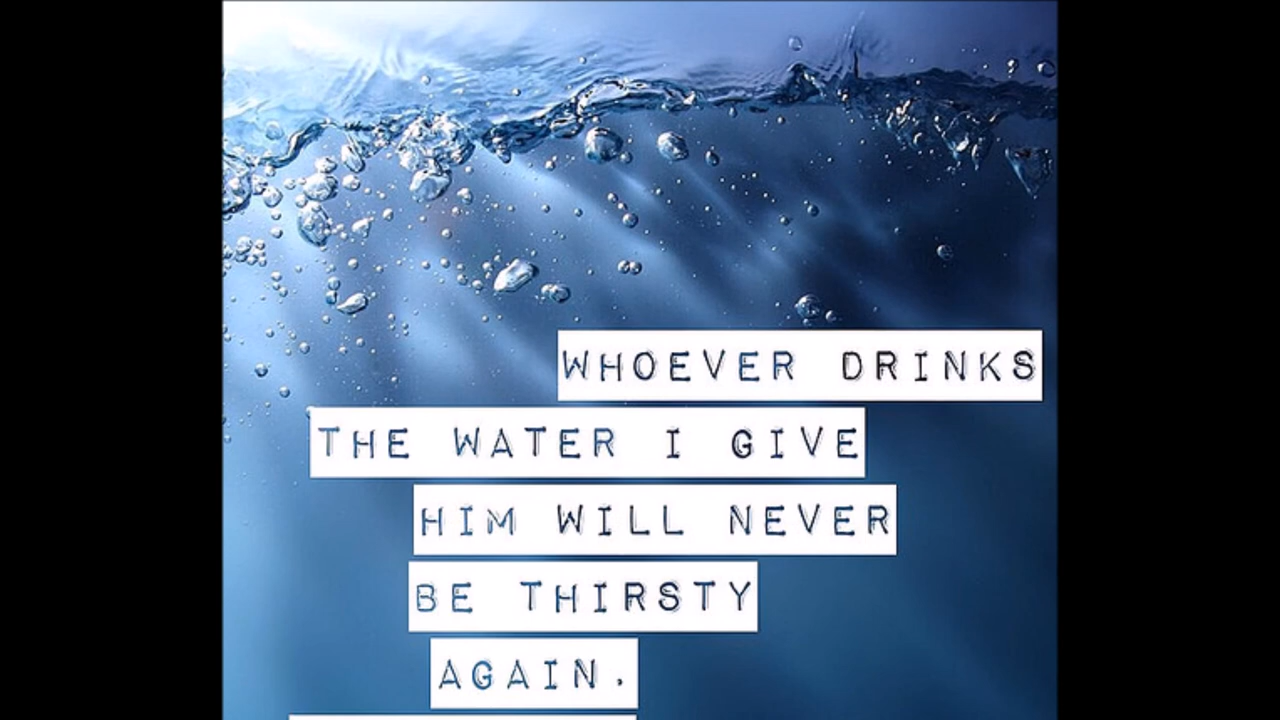 WHOEVER DRINKS
THE WATER I GIVE
HIM WILL NEVER
BE THIRSTY
AGAIN.